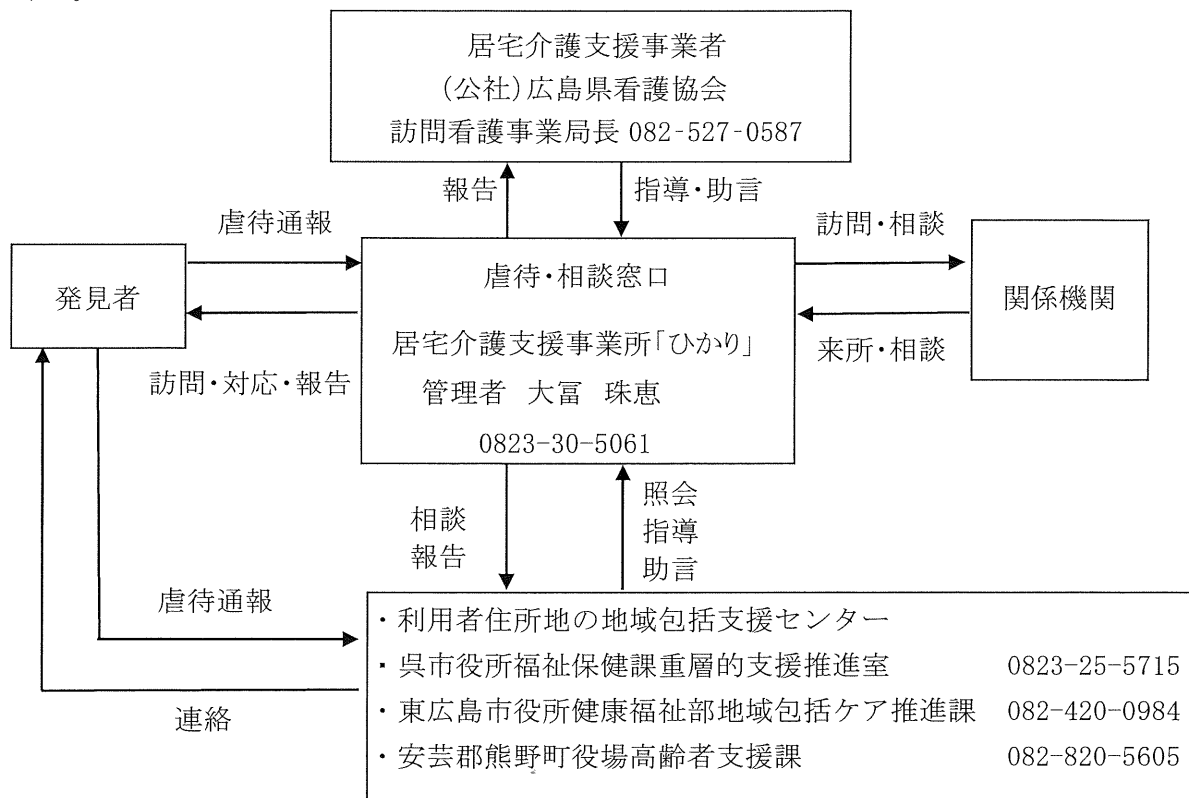 居宅介護支援事業者
(公社)広島県看護協会
訪問看護事業局長 082-527-0587
報告
指導・助言
虐待通報
訪問・相談
発見者
虐待・相談窓口
関係機関
居宅介護支援事業所「ひかり」
訪問・対応・報告
来所・相談
管理者 大冨 珠恵
0823-30-5061
相談
報告
照会
指導
助言
虐待通報
連絡
・利用者住所地の地域包括支援センター
・呉市役所福祉保健課重層的支援推進室 0823-25-5715
・東広島市役所健康福祉部地域包括ケア推進課 082-420-0984
・安芸郡熊野町役場高齢者支援課 082-820-5605